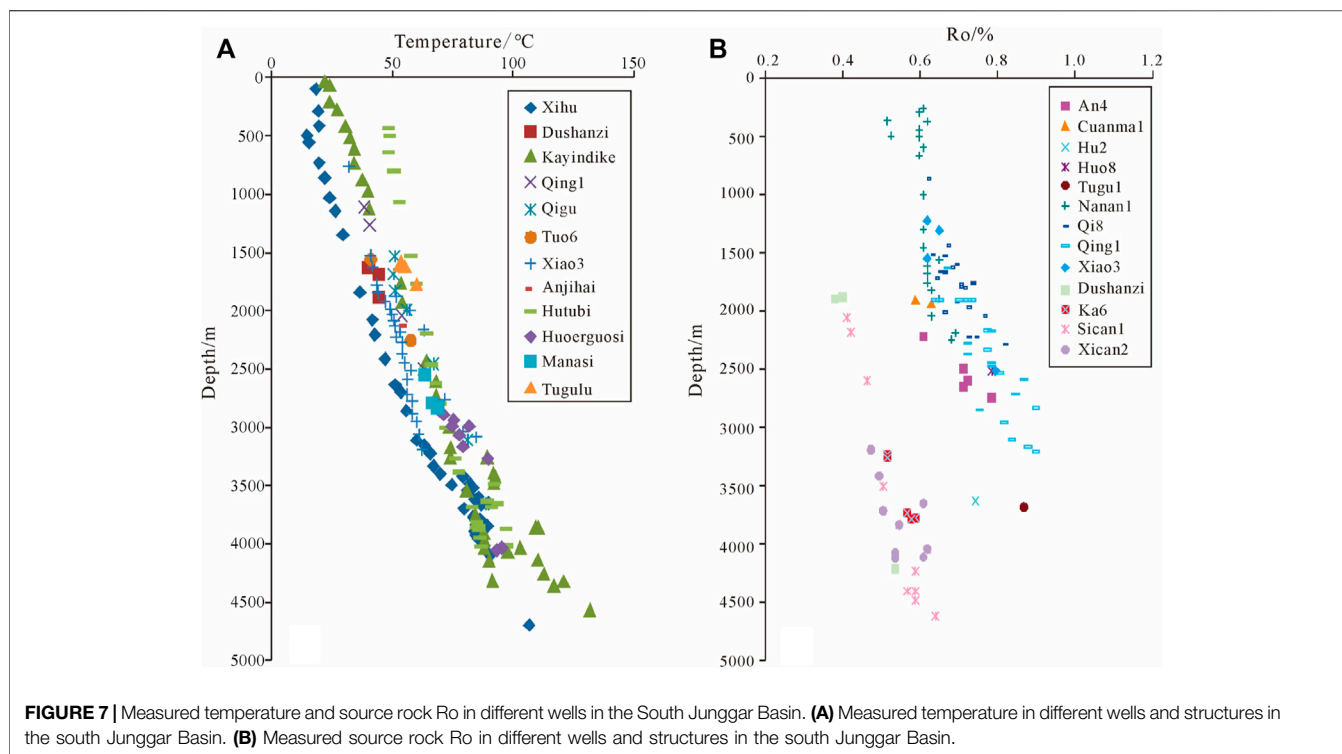 A
Temperature/°C
0 50 100 150
0
500
1000
1500
2000
2500
3000
3500
4000
4500
5000
Depth/m
Xihu
Dushanzi
Kayindike
Qing1
Qigu
Tuo6
Xiao3
Anjihai
Hutubi
Huoerguosi
Manasi
Tugulu
B
Ro/%
0.2 0.4 0.6 0.8 1.0 1.2
0
500
1000
1500
2000
2500
3000
3500
4000
4500
5000
Depth/m
An4
Cuanma1
Hu2
Huo8
Tugu1
Nanan1
Qi8
Qing1
Xiao3
Dushanzi
Ka6
Sican1
Xican2
FIGURE 7 | Measured temperature and source rock Ro in different wells in the South Junggar Basin. (A) Measured temperature in different wells and structures in
the south Junggar Basin. (B) Measured source rock Ro in different wells and structures in the south Junggar Basin.